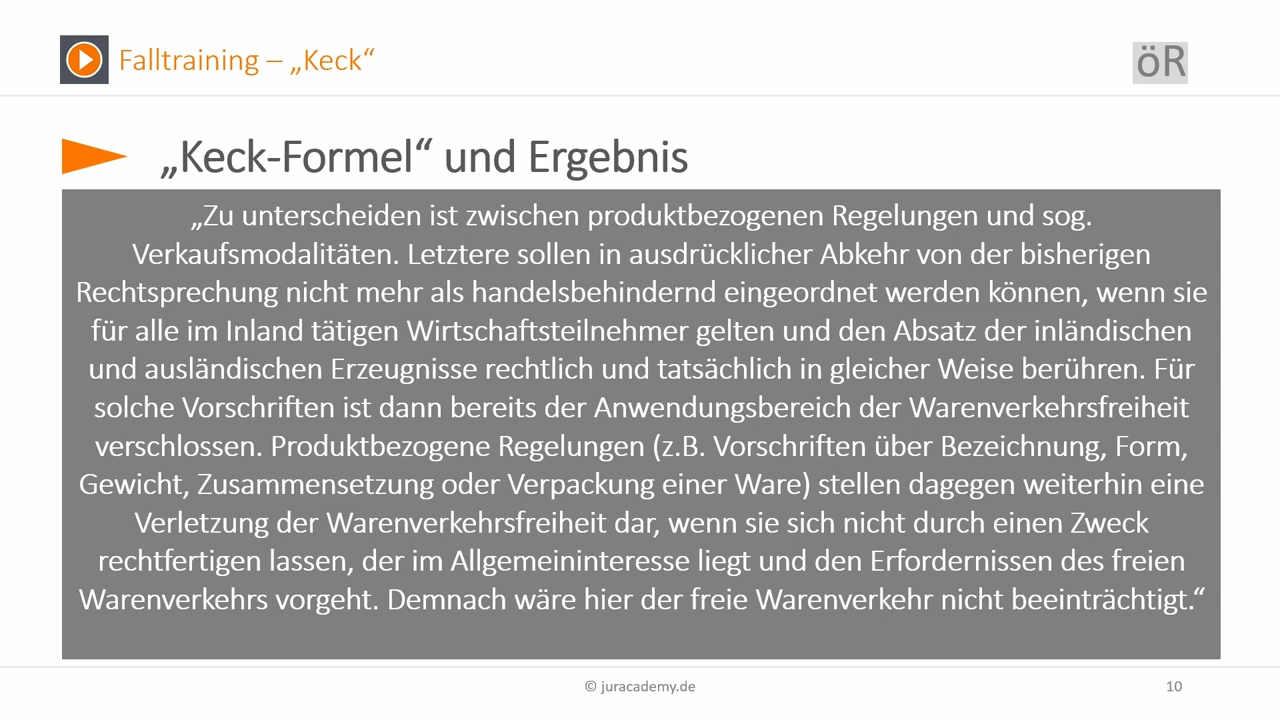 Falltraining – „Keck“
öR
„Keck-Formel“ und Ergebnis
„Zu unterscheiden ist zwischen produktbezogenen Regelungen und sog.
Verkaufsmodalitäten. Letztere sollen in ausdrücklicher Abkehr von der bisherigen
Rechtsprechung nicht mehr als handelsbehindernd eingeordnet werden können, wenn sie
für alle im Inland tätigen Wirtschaftsteilnehmer gelten und den Absatz der inländischen
und ausländischen Erzeugnisse rechtlich und tatsächlich in gleicher Weise berühren. Für
solche Vorschriften ist dann bereits der Anwendungsbereich der Warenverkehrsfreiheit
verschlossen. Produktbezogene Regelungen (z.B. Vorschriften über Bezeichnung, Form,
Gewicht, Zusammensetzung oder Verpackung einer Ware) stellen dagegen weiterhin eine
Verletzung der Warenverkehrsfreiheit dar, wenn sie sich nicht durch einen Zweck
rechtfertigen lassen, der im Allgemeininteresse liegt und den Erfordernissen des freien
Warenverkehrs vorgeht. Demnach wäre hier der freie Warenverkehr nicht beeinträchtigt.“
© juracademy.de
10